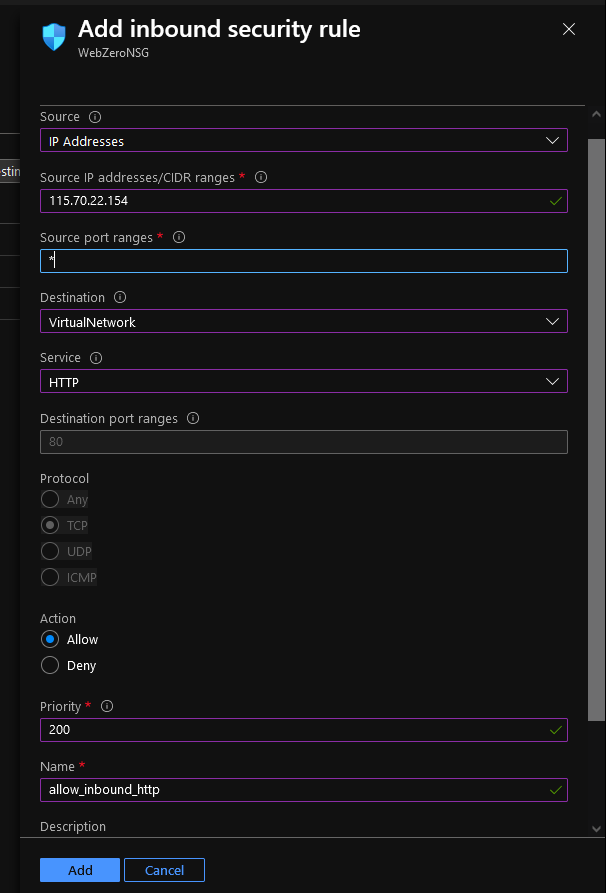 Add inbound security rule
WebZeroNSG
Source
IP Addresses
Source IP addresses/CIDR ranges *
115.70.22.154
Source port ranges *
*
Destination
VirtualNetwork
Service
HTTP
Destination port ranges
80
Protocol
Any
TCP
UDP
ICMP
Action
Allow
Deny
Priority *
200
Name *
allow_inbound_http
Description
Add Cancel